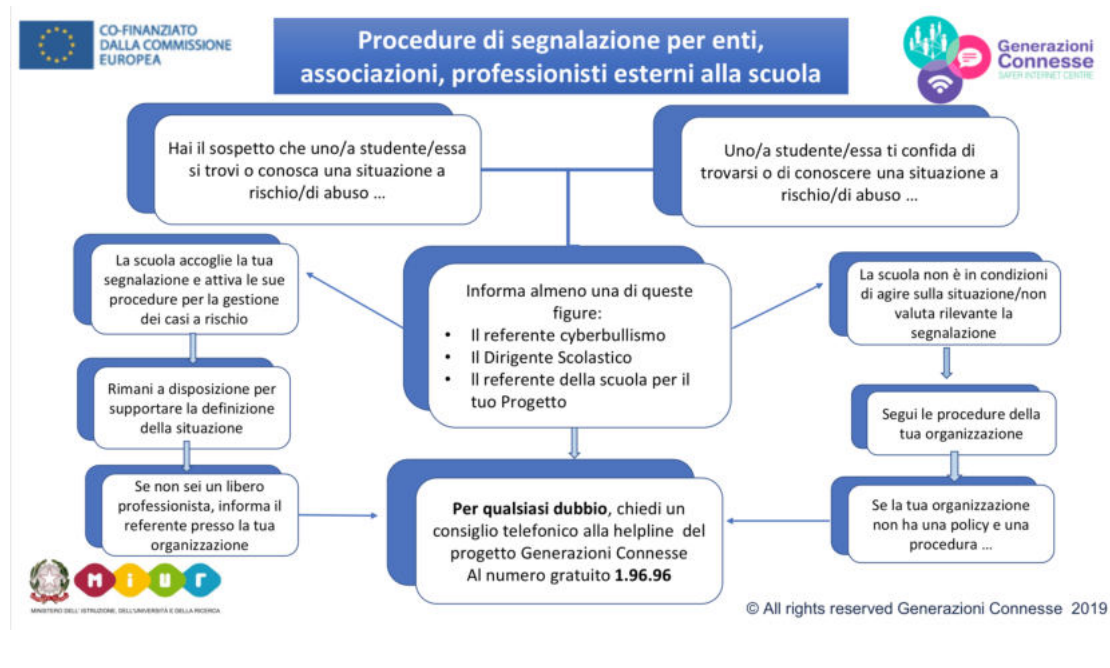 CO-FINANZIATO
DALLA COMMISSIONE
EUROPEA
Procedure di segnalazione per enti,
associazioni, professionisti esterni alla scuola
Generazioni
Connesse
SAFER INTERNET CENTRE
Hai il sospetto che uno/a studente/essa
si trovi o conosca una situazione a
rischio/di abuso ...
Uno/a studente/essa ti confida di
trovarsi o di conoscere una situazione a
rischio/di abuso ...
La scuola accoglie la tua
segnalazione e attiva le sue
procedure per la gestione
dei casi a rischio
Informa almeno una di queste
figure:
• Il referente cyberbullismo
• Il Dirigente Scolastico
• Il referente della scuola per il
tuo Progetto
La scuola non è in condizioni
di agire sulla situazione/non
valuta rilevante la
segnalazione
Rimani a disposizione per
supportare la definizione
della situazione
Segui le procedure della
tua organizzazione
Se non sei un libero
professionista, informa il
referente presso la tua
organizzazione
Per qualsiasi dubbio, chiedi un
consiglio telefonico alla helpline del
progetto Generazioni Connesse
Al numero gratuito 1.96.96
Se la tua organizzazione
non ha una policy e una
procedura ...
miur
MINISTERO DELL' ISTRUZIONE, DELL'UNIVERSITÀ E DELLA RICERCA
© All rights reserved Generazioni Connesse 2019